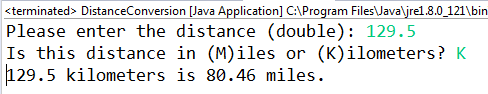 <terminated> DistanceConversion [Java Application] C:\Program Files\Java\jre1.8.0_121\bin
Please enter the distance (double): 129.5
Is this distance in (M)iles or (K)ilometers? K
129.5 kilometers is 80.46 miles.